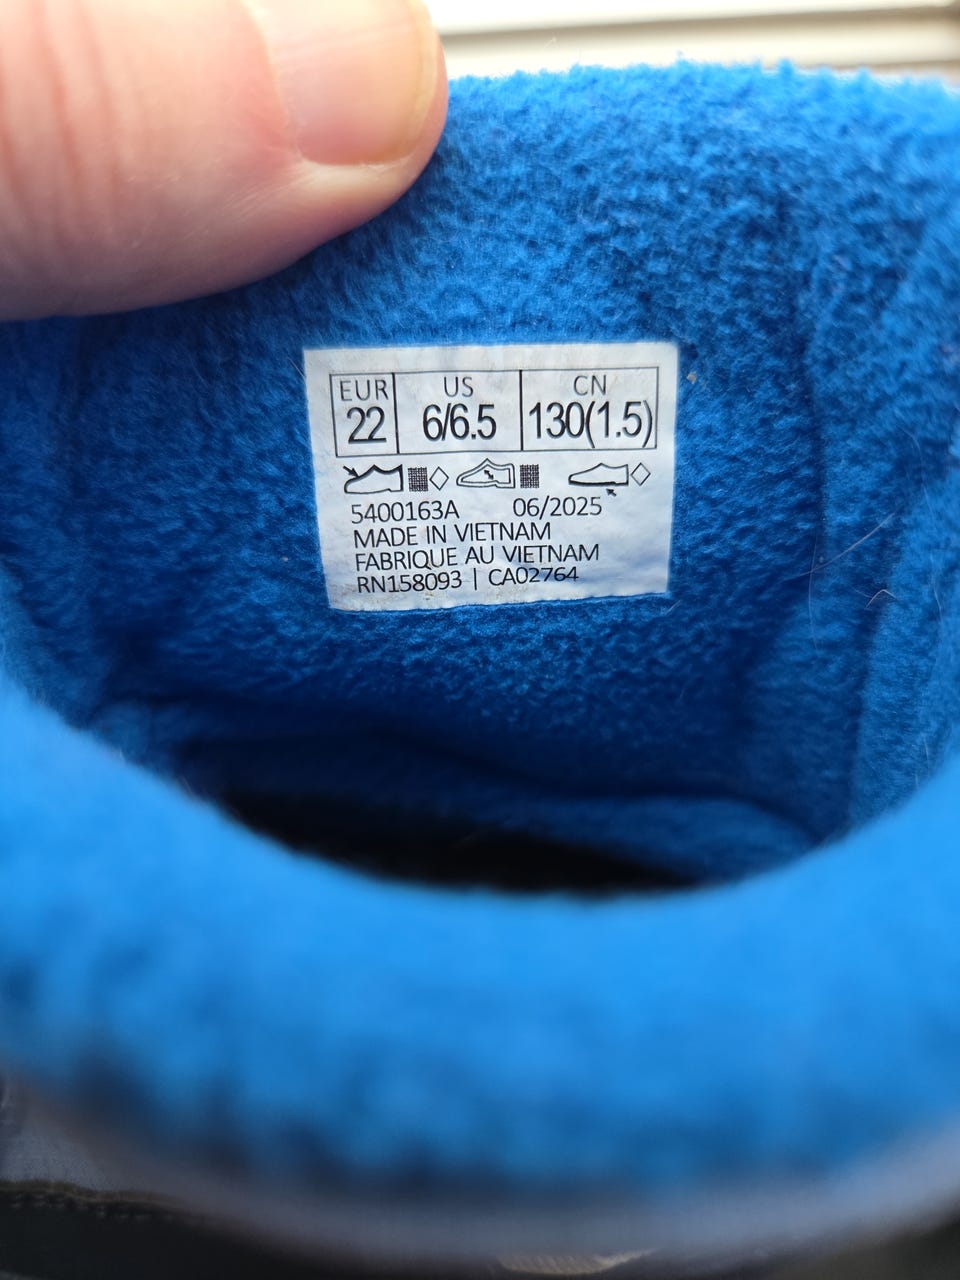 EUR US CN
22 6/6.5 130(1.5)
5400163A 06/2025
MADE IN VIETNAM
FABRIQUE AU VIETNAM
RN158093 | CA02764